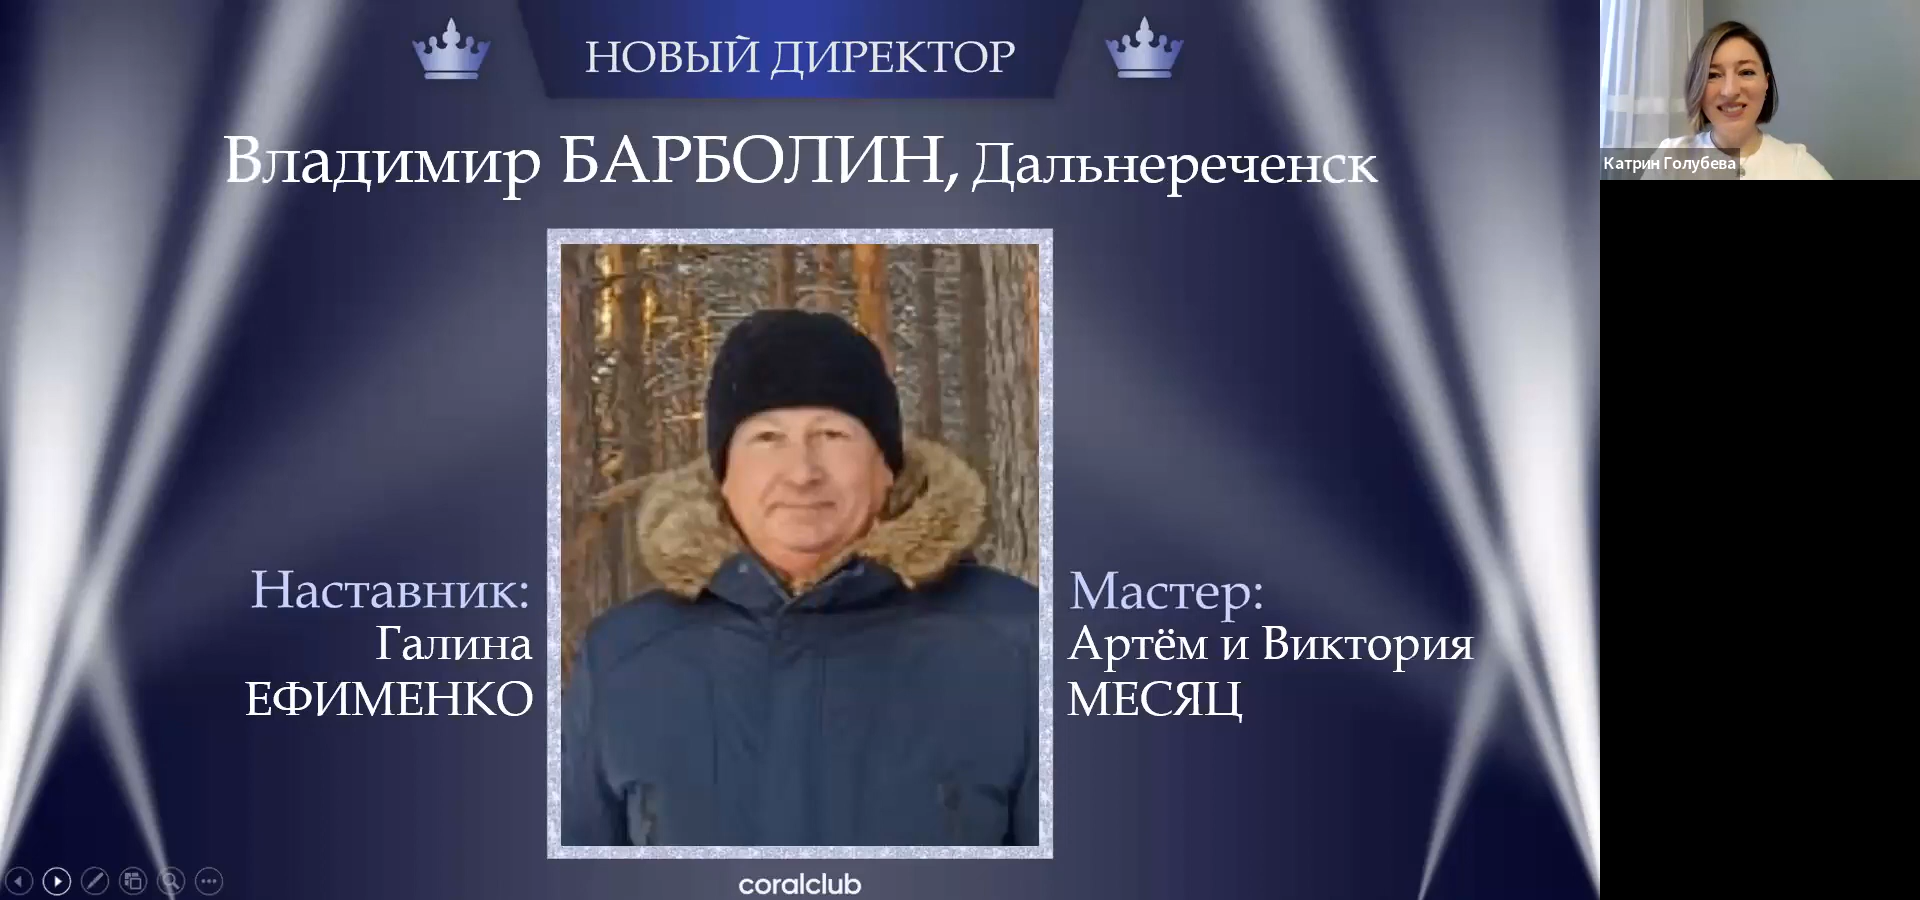 НОВЫЙ ДИРЕКТОР
Владимир БАРБОЛИН, Дальнереченск
Катрин Голубева
Наставник:
Галина
ЕФИМЕНКО
Мастер:
Артём и Виктория
МЕСЯЦ
coralclub